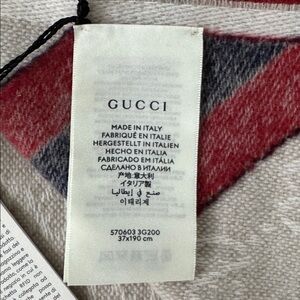 GUCCI
MADE IN ITALY
FABRIQUÉ EN ITALIE
HERGESTELLT IN ITALIEN
HECHO EN ITALIA
FABRICADO EM ITÁLIA
СДЕЛАНО В ИТАЛИИ
产地:意大利
イタリア製
صنع في إيطاليا
이태리제
570603 3G200
37x190 cm